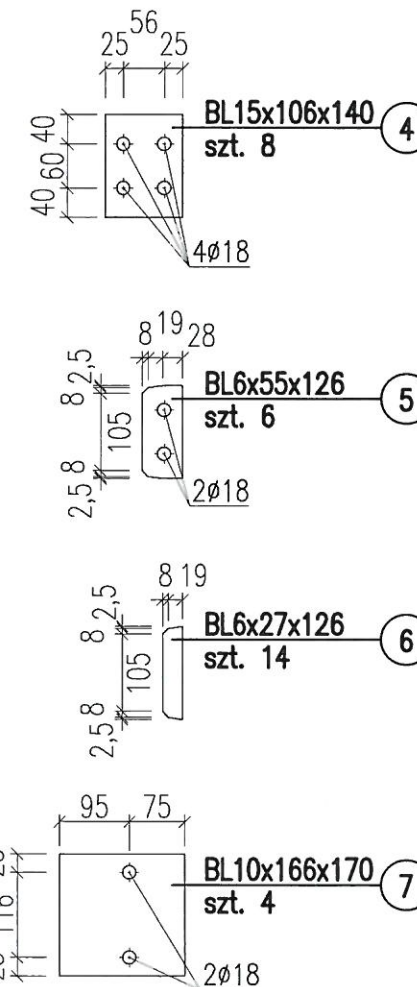 56
25 25
40
60
40
BL15x106x140
szt. 8
4
4ø18
8 19 28
2,5
8
105
8
2,5
BL6x55x126
szt. 6
5
2ø18
8 19
2,5
8
105
8
2,5
BL6x27x126
szt. 14
6
95 75
116
BL10x166x170
szt. 4
7
2ø18